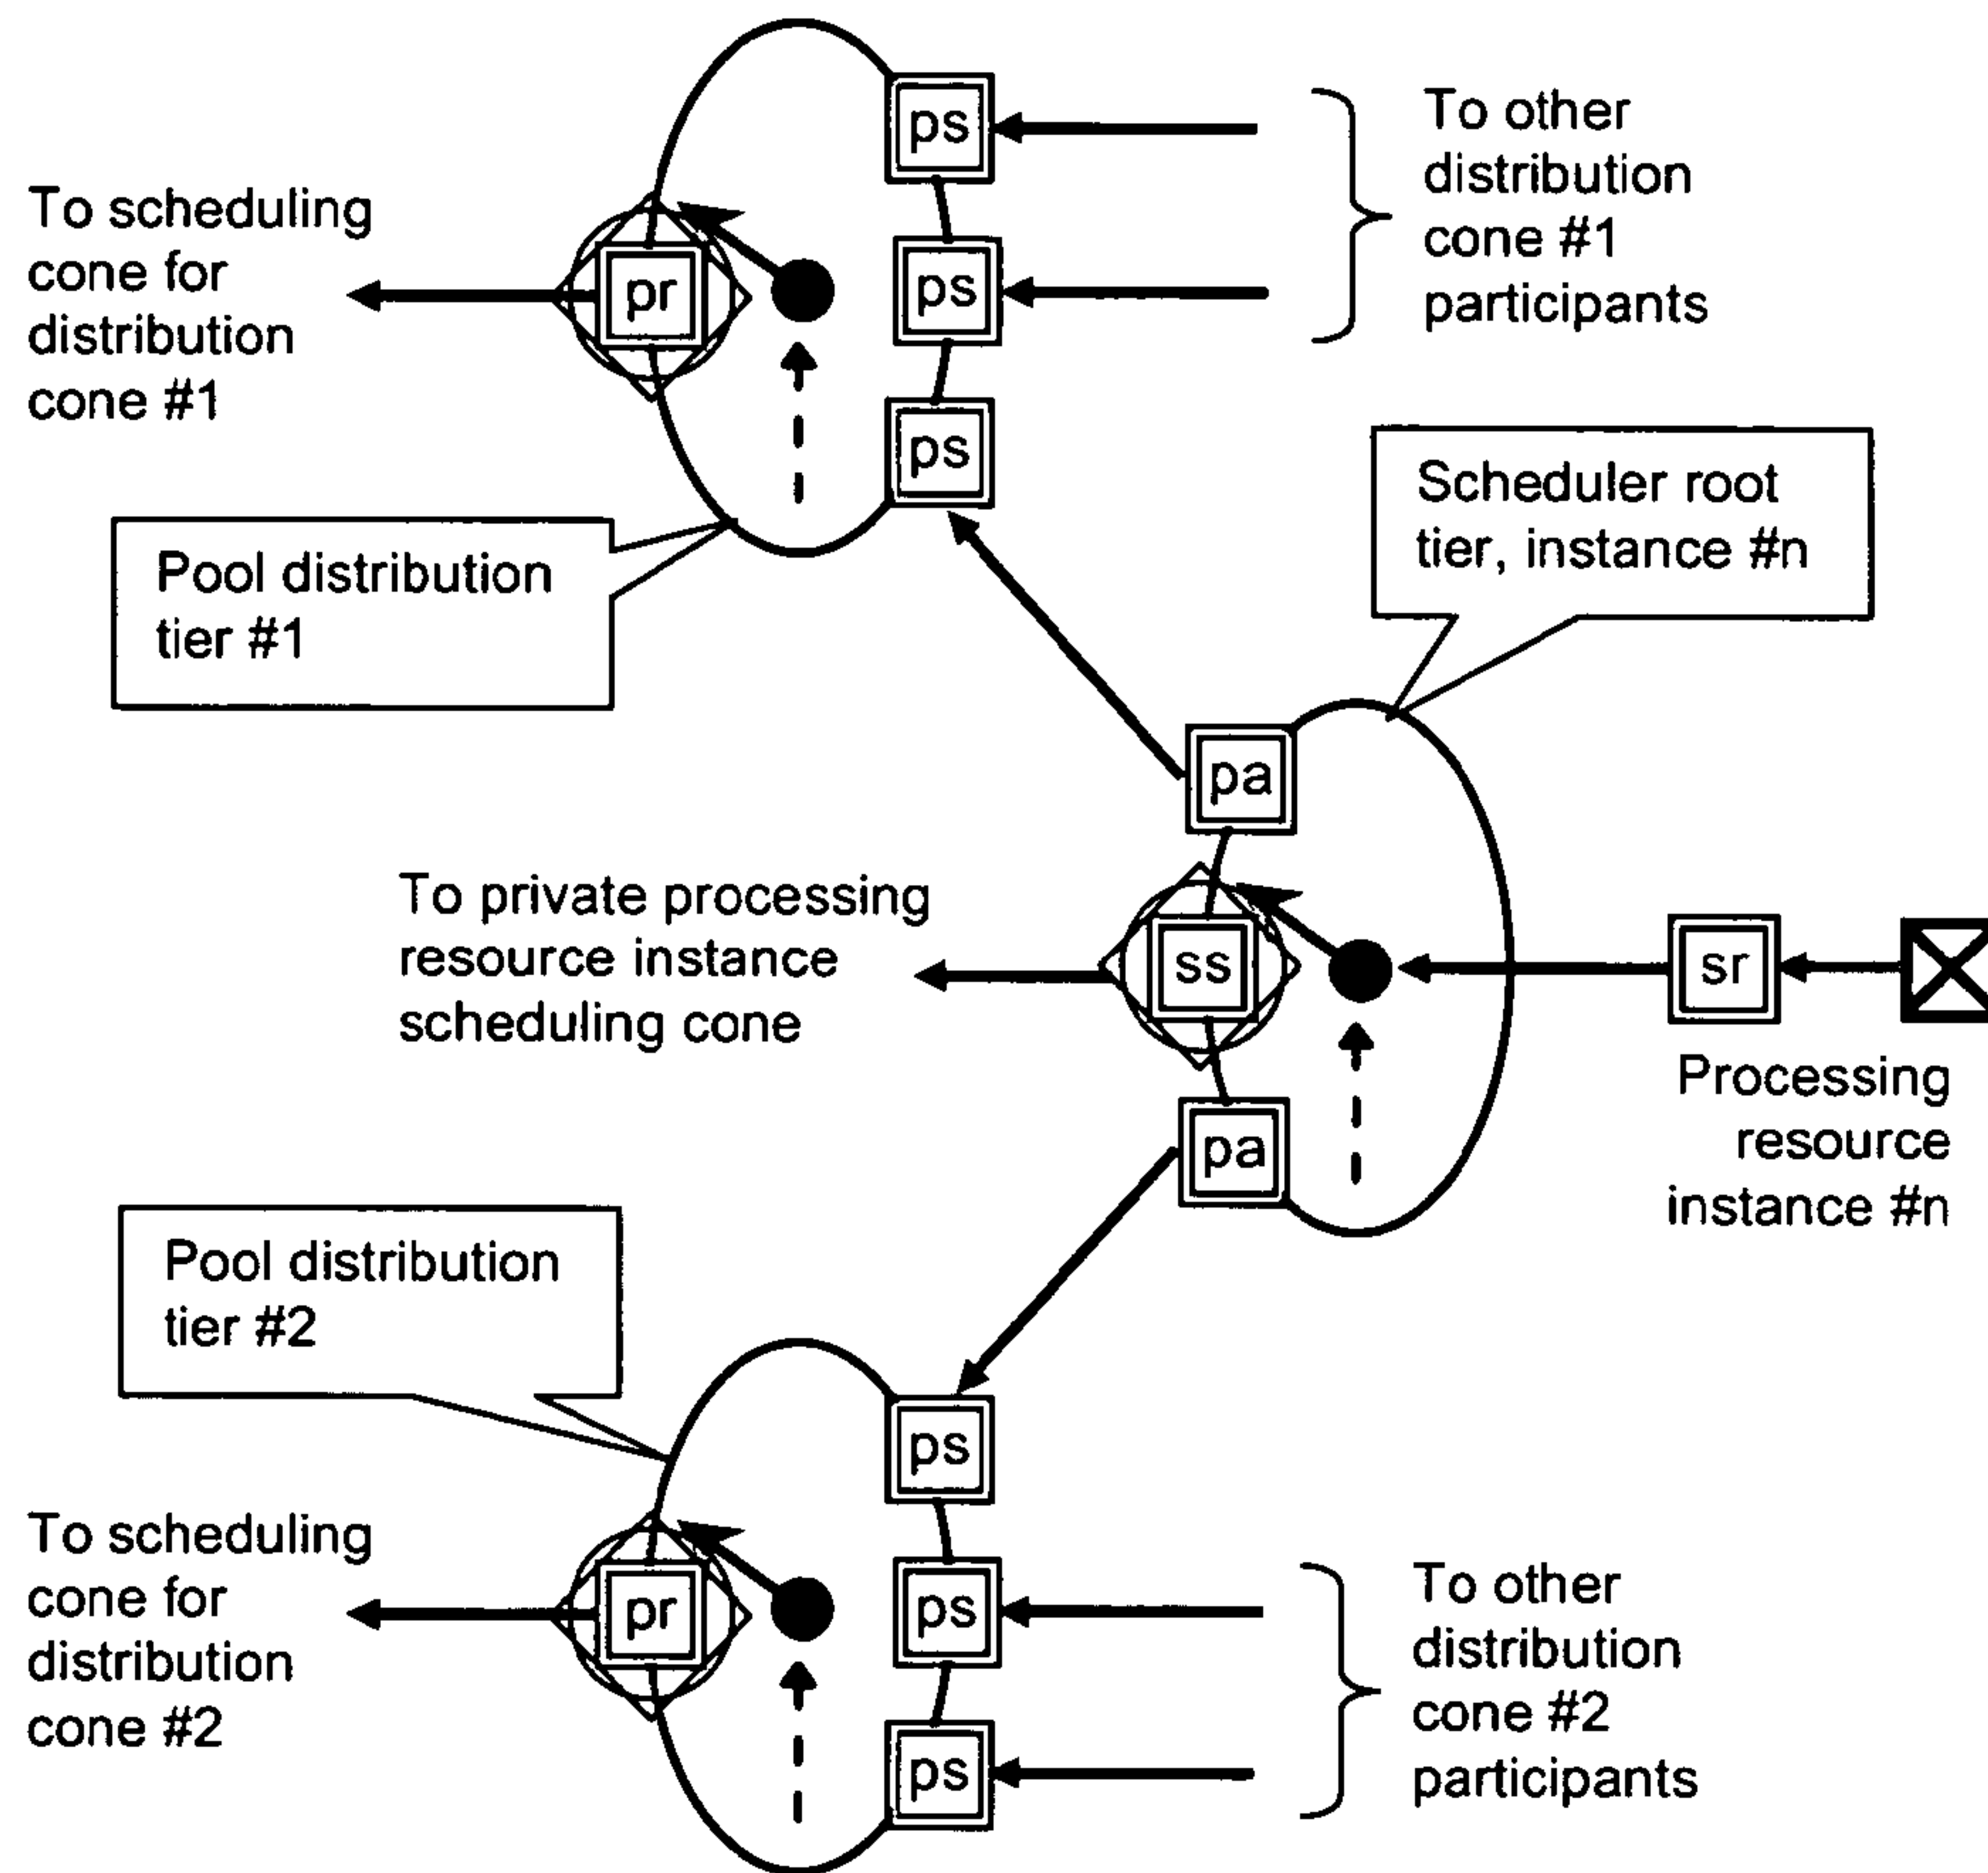 ps
To other
distribution
cone #1
participants
To scheduling
cone for
distribution
cone #1
pr
ps
ps
Scheduler root
tier, instance #n
Pool distribution
tier #1
pa
To private processing
resource instance
scheduling cone
ss
sr
Processing
resource
instance #n
pa
Pool distribution
tier #2
ps
To scheduling
cone for
distribution
cone #2
pr
ps
To other
distribution
cone #2
participants
ps